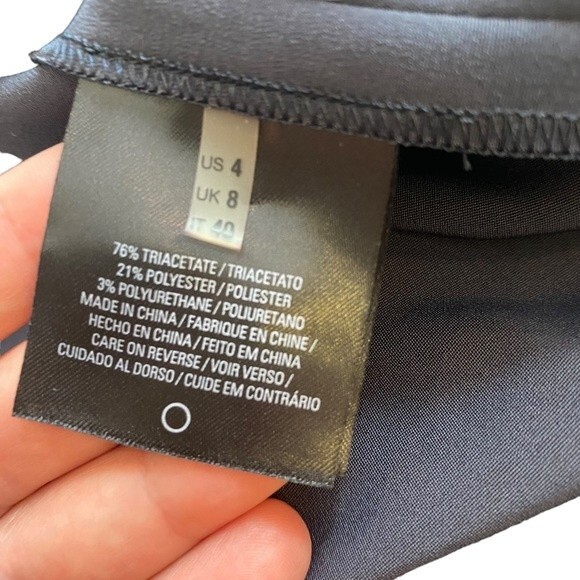 US 4
UK 8
IT 40
76% TRIACETATE / TRIACETATO
21% POLYESTER / POLIESTER
3% POLYURETHANE / POLIURETANO
MADE IN CHINA / FABRIQUE EN CHINE /
HECHO EN CHINA / FEITO EM CHINA
CARE ON REVERSE / VOIR VERSO /
CUIDADO AL DORSO / CUIDE EM CONTRÁRIO